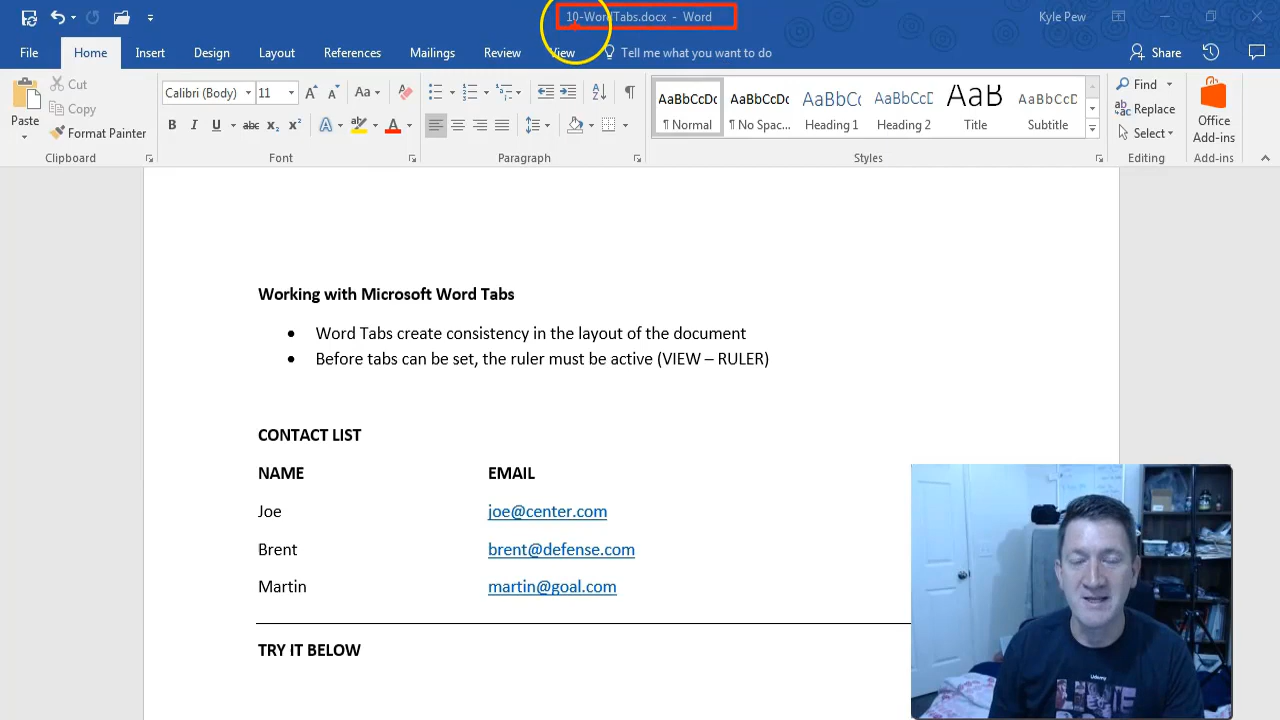 10-WordTabs.docx - Word
Kyle Pew
File Home Insert Design Layout References Mailings Review View Tell me what you want to do Share
Paste
Cut
Copy
Format Painter
Clipboard
Calibri (Body) 11
B I U abc x₂ x²
Font
Paragraph
AaBbCcDc AaBbCcDc AaBbCc AaBbCcD AaB AaBbCcD
¶ Normal ¶ No Spac... Heading 1 Heading 2 Title Subtitle
Styles
Find
Replace
Select
Editing
Office
Add-ins
Add-ins
Working with Microsoft Word Tabs
• Word Tabs create consistency in the layout of the document
• Before tabs can be set, the ruler must be active (VIEW – RULER)
CONTACT LIST
NAME EMAIL
Joe joe@center.com
Brent brent@defense.com
Martin martin@goal.com
TRY IT BELOW
Udemy